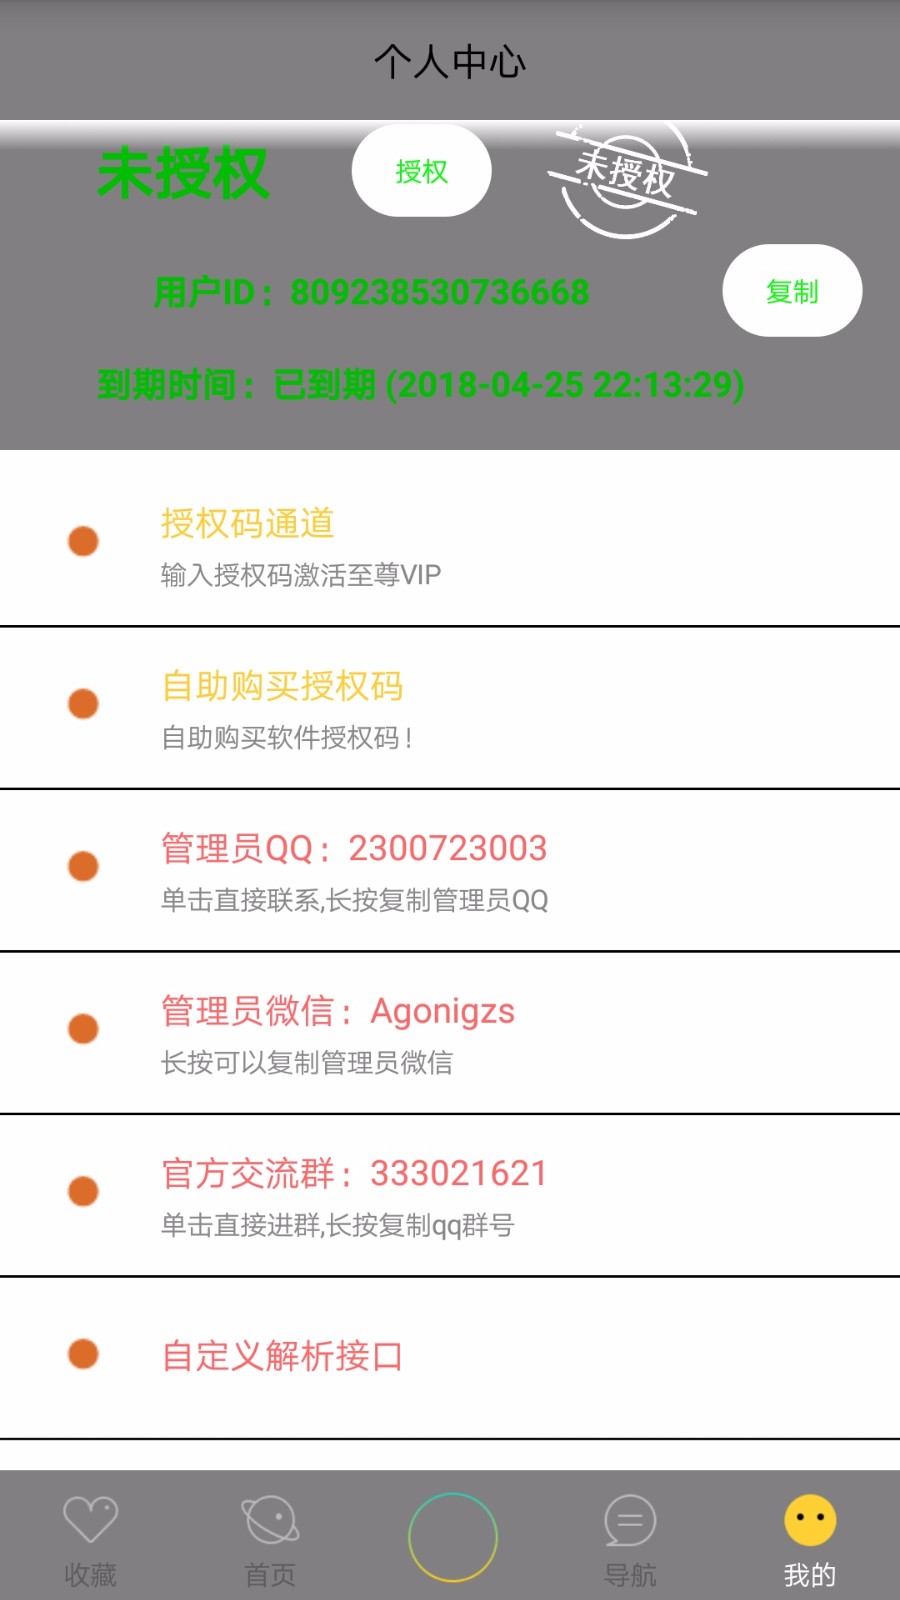 个人中心
未授权
授权
未授权
用户ID：809238530736668
复制
到期时间：已到期 (2018-04-25 22:13:29)
授权码通道
输入授权码激活至尊VIP
自助购买授权码
自助购买软件授权码！
管理员QQ：2300723003
单击直接联系,长按复制管理员QQ
管理员微信：Agonigzs
长按可以复制管理员微信
官方交流群：333021621
单击直接进群,长按复制qq群号
自定义解析接口
收藏
首页
导航
我的